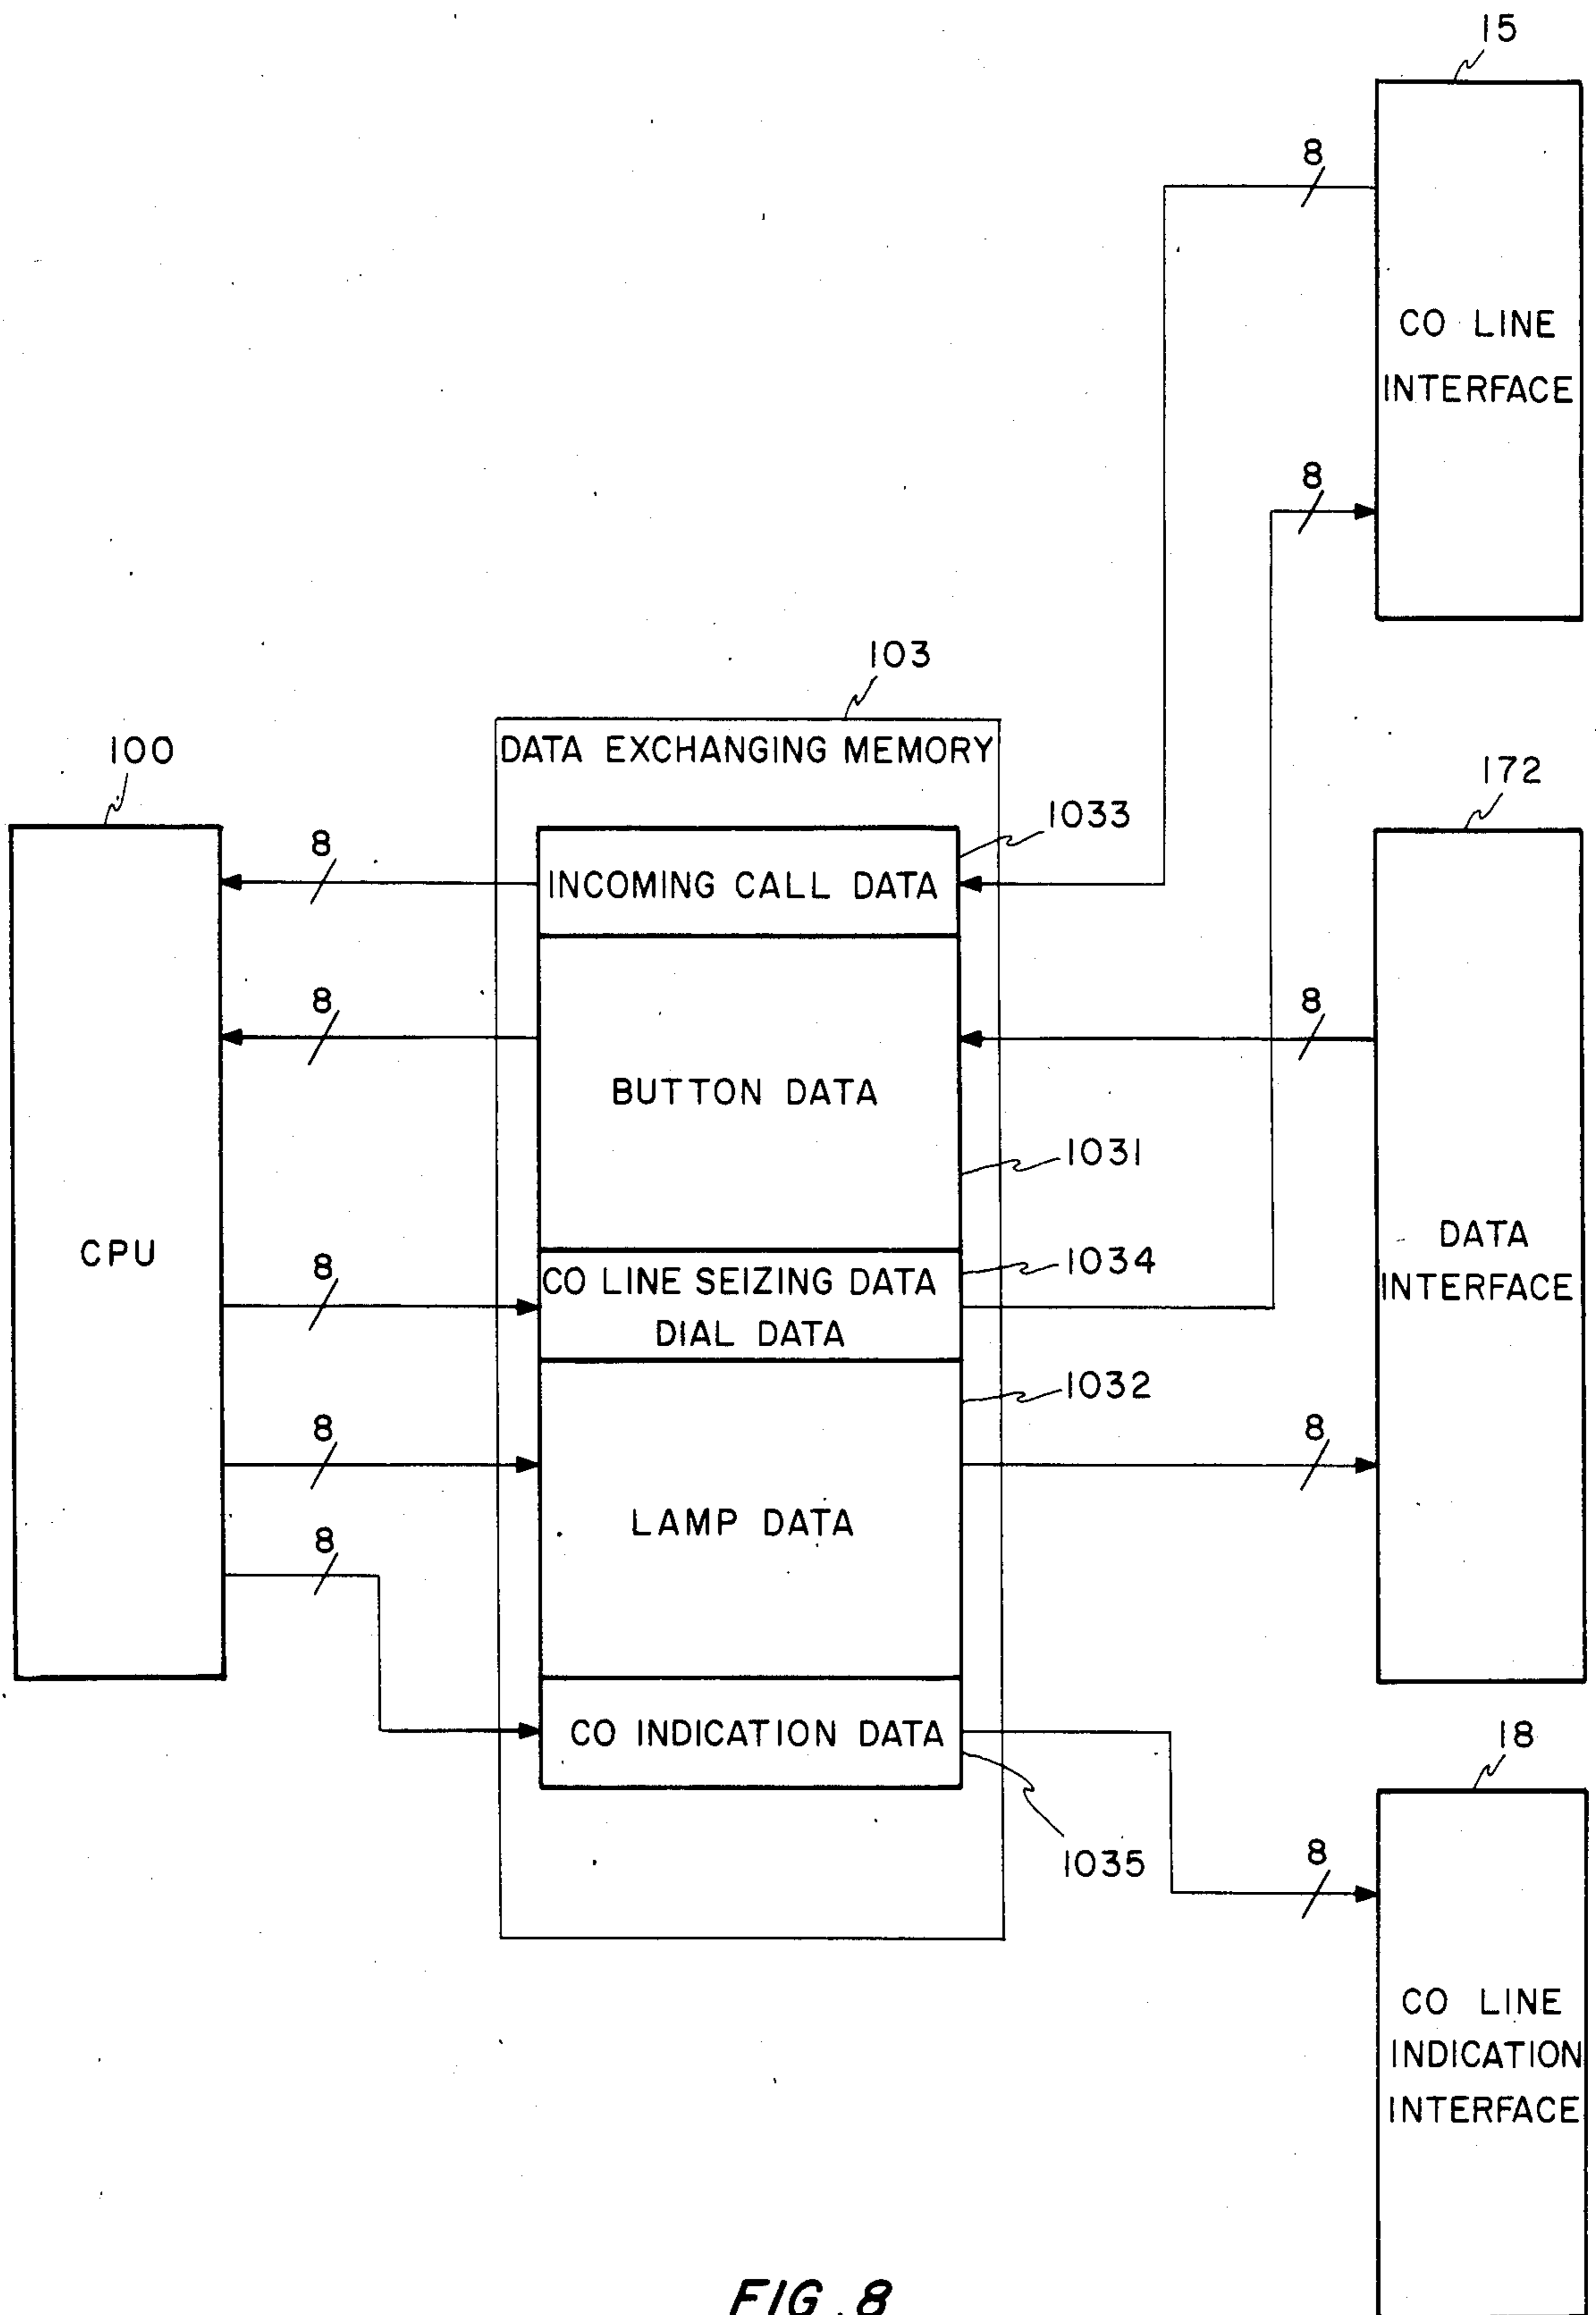 15
8
CO LINE
INTERFACE
8
103
DATA EXCHANGING MEMORY
100
172
1033
8
INCOMING CALL DATA
8
8
BUTTON DATA
1031
CPU
DATA
INTERFACE
8
1034
CO LINE SEIZING DATA
DIAL DATA
1032
8
8
LAMP DATA
8
CO INDICATION DATA
18
1035
8
CO LINE
INDICATION
INTERFACE
FIG. 8